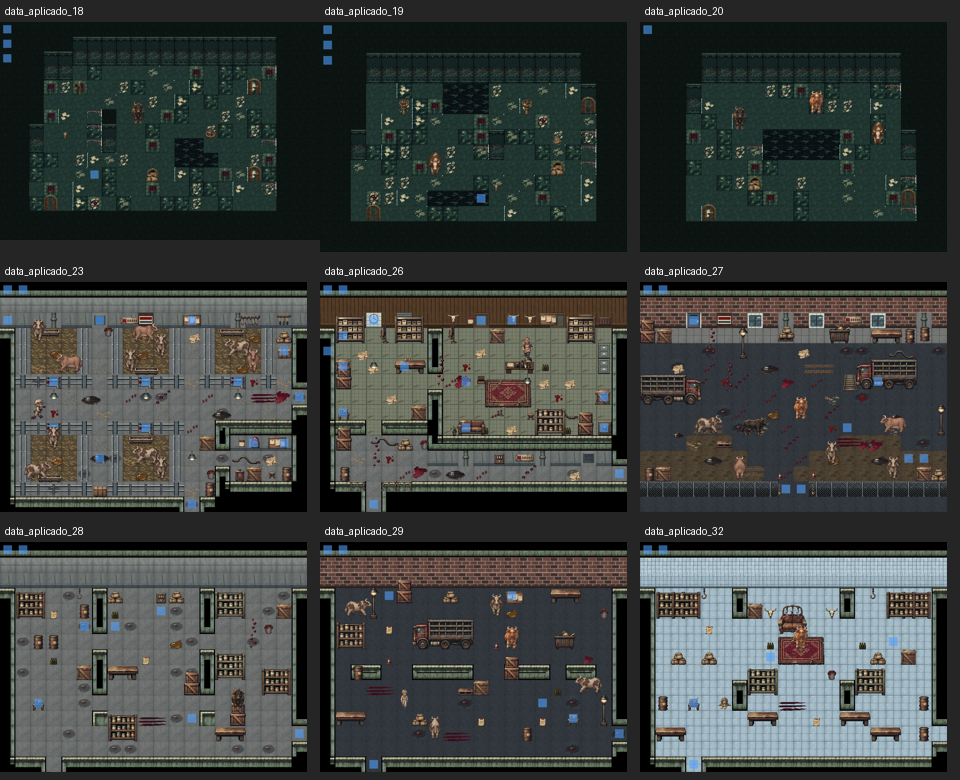 data_aplicado_18
data_aplicado_19
data_aplicado_20
data_aplicado_23
data_aplicado_26
data_aplicado_27
data_aplicado_28
data_aplicado_29
data_aplicado_32